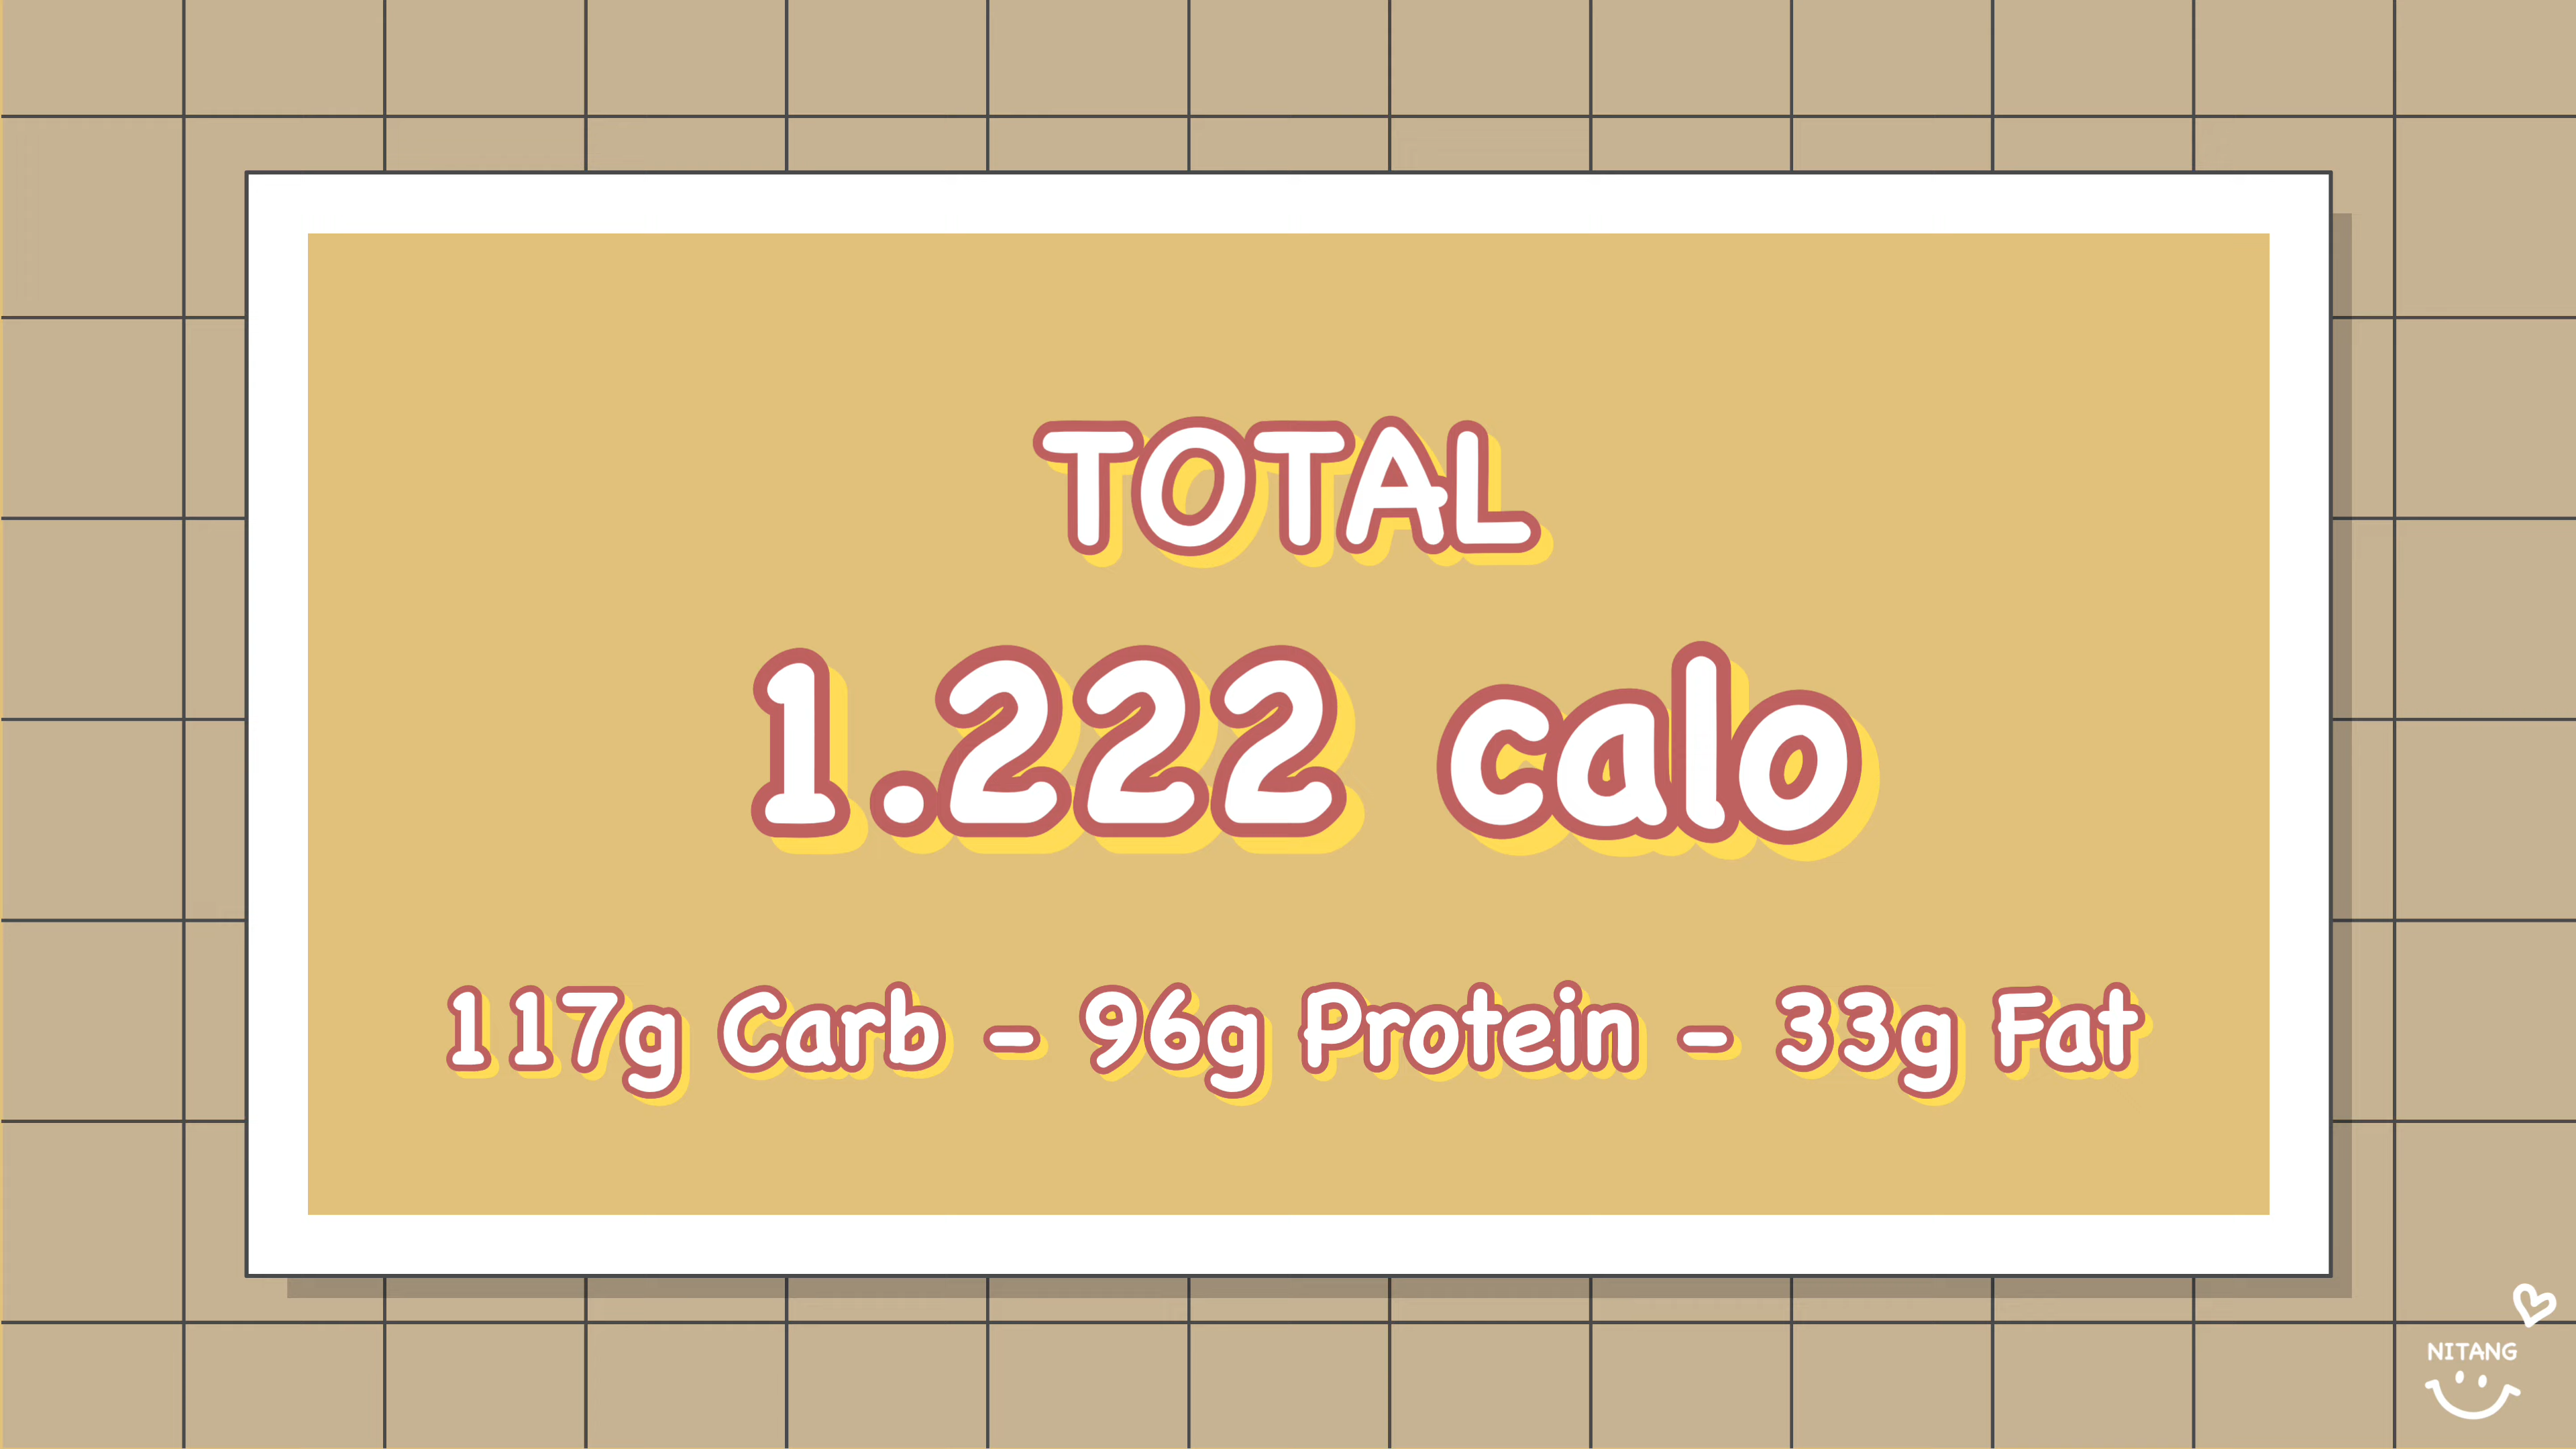 TOTAL
1.222 calo
117g Carb - 96g Protein - 33g Fat
NITANG